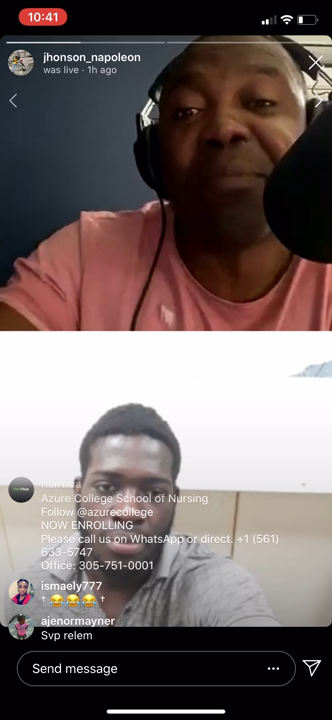 10:41
jhonson_napoleon
was live · 1h ago
Azure College School of Nursing
Follow @azurecollege
NOW ENROLLING
Please call us on WhatsApp or direct. +1 (561)
633-5747
Office: 305-751-0001
ismaely777
† 😂😂😂 †
ajenormayner
Svp relem
Send message